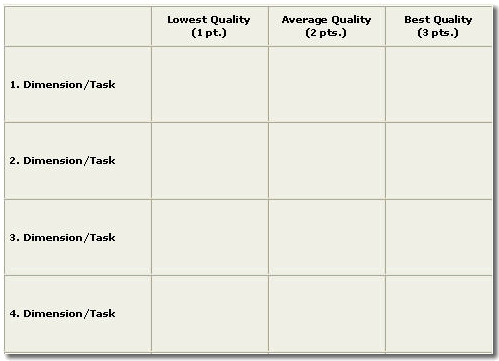 Lowest Quality
(1 pt.)
Average Quality
(2 pts.)
Best Quality
(3 pts.)
1. Dimension/Task
2. Dimension/Task
3. Dimension/Task
4. Dimension/Task